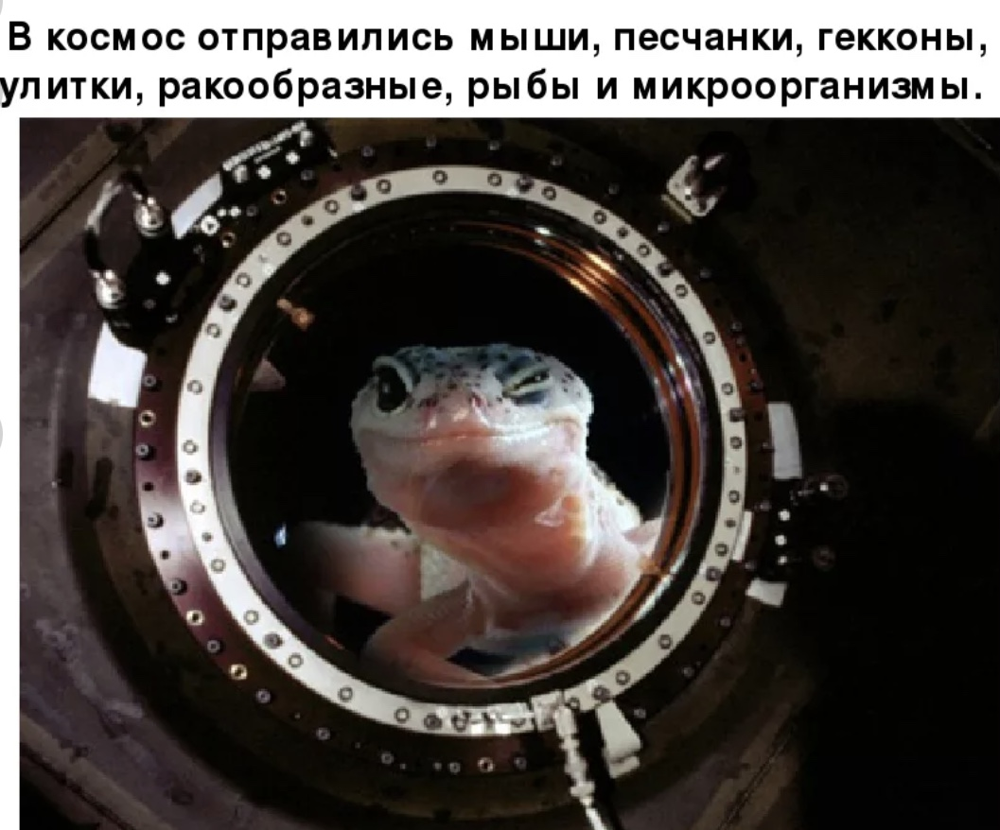 В космос отправились мыши, песчанки, гекконы,
улитки, ракообразные, рыбы и микроорганизмы.